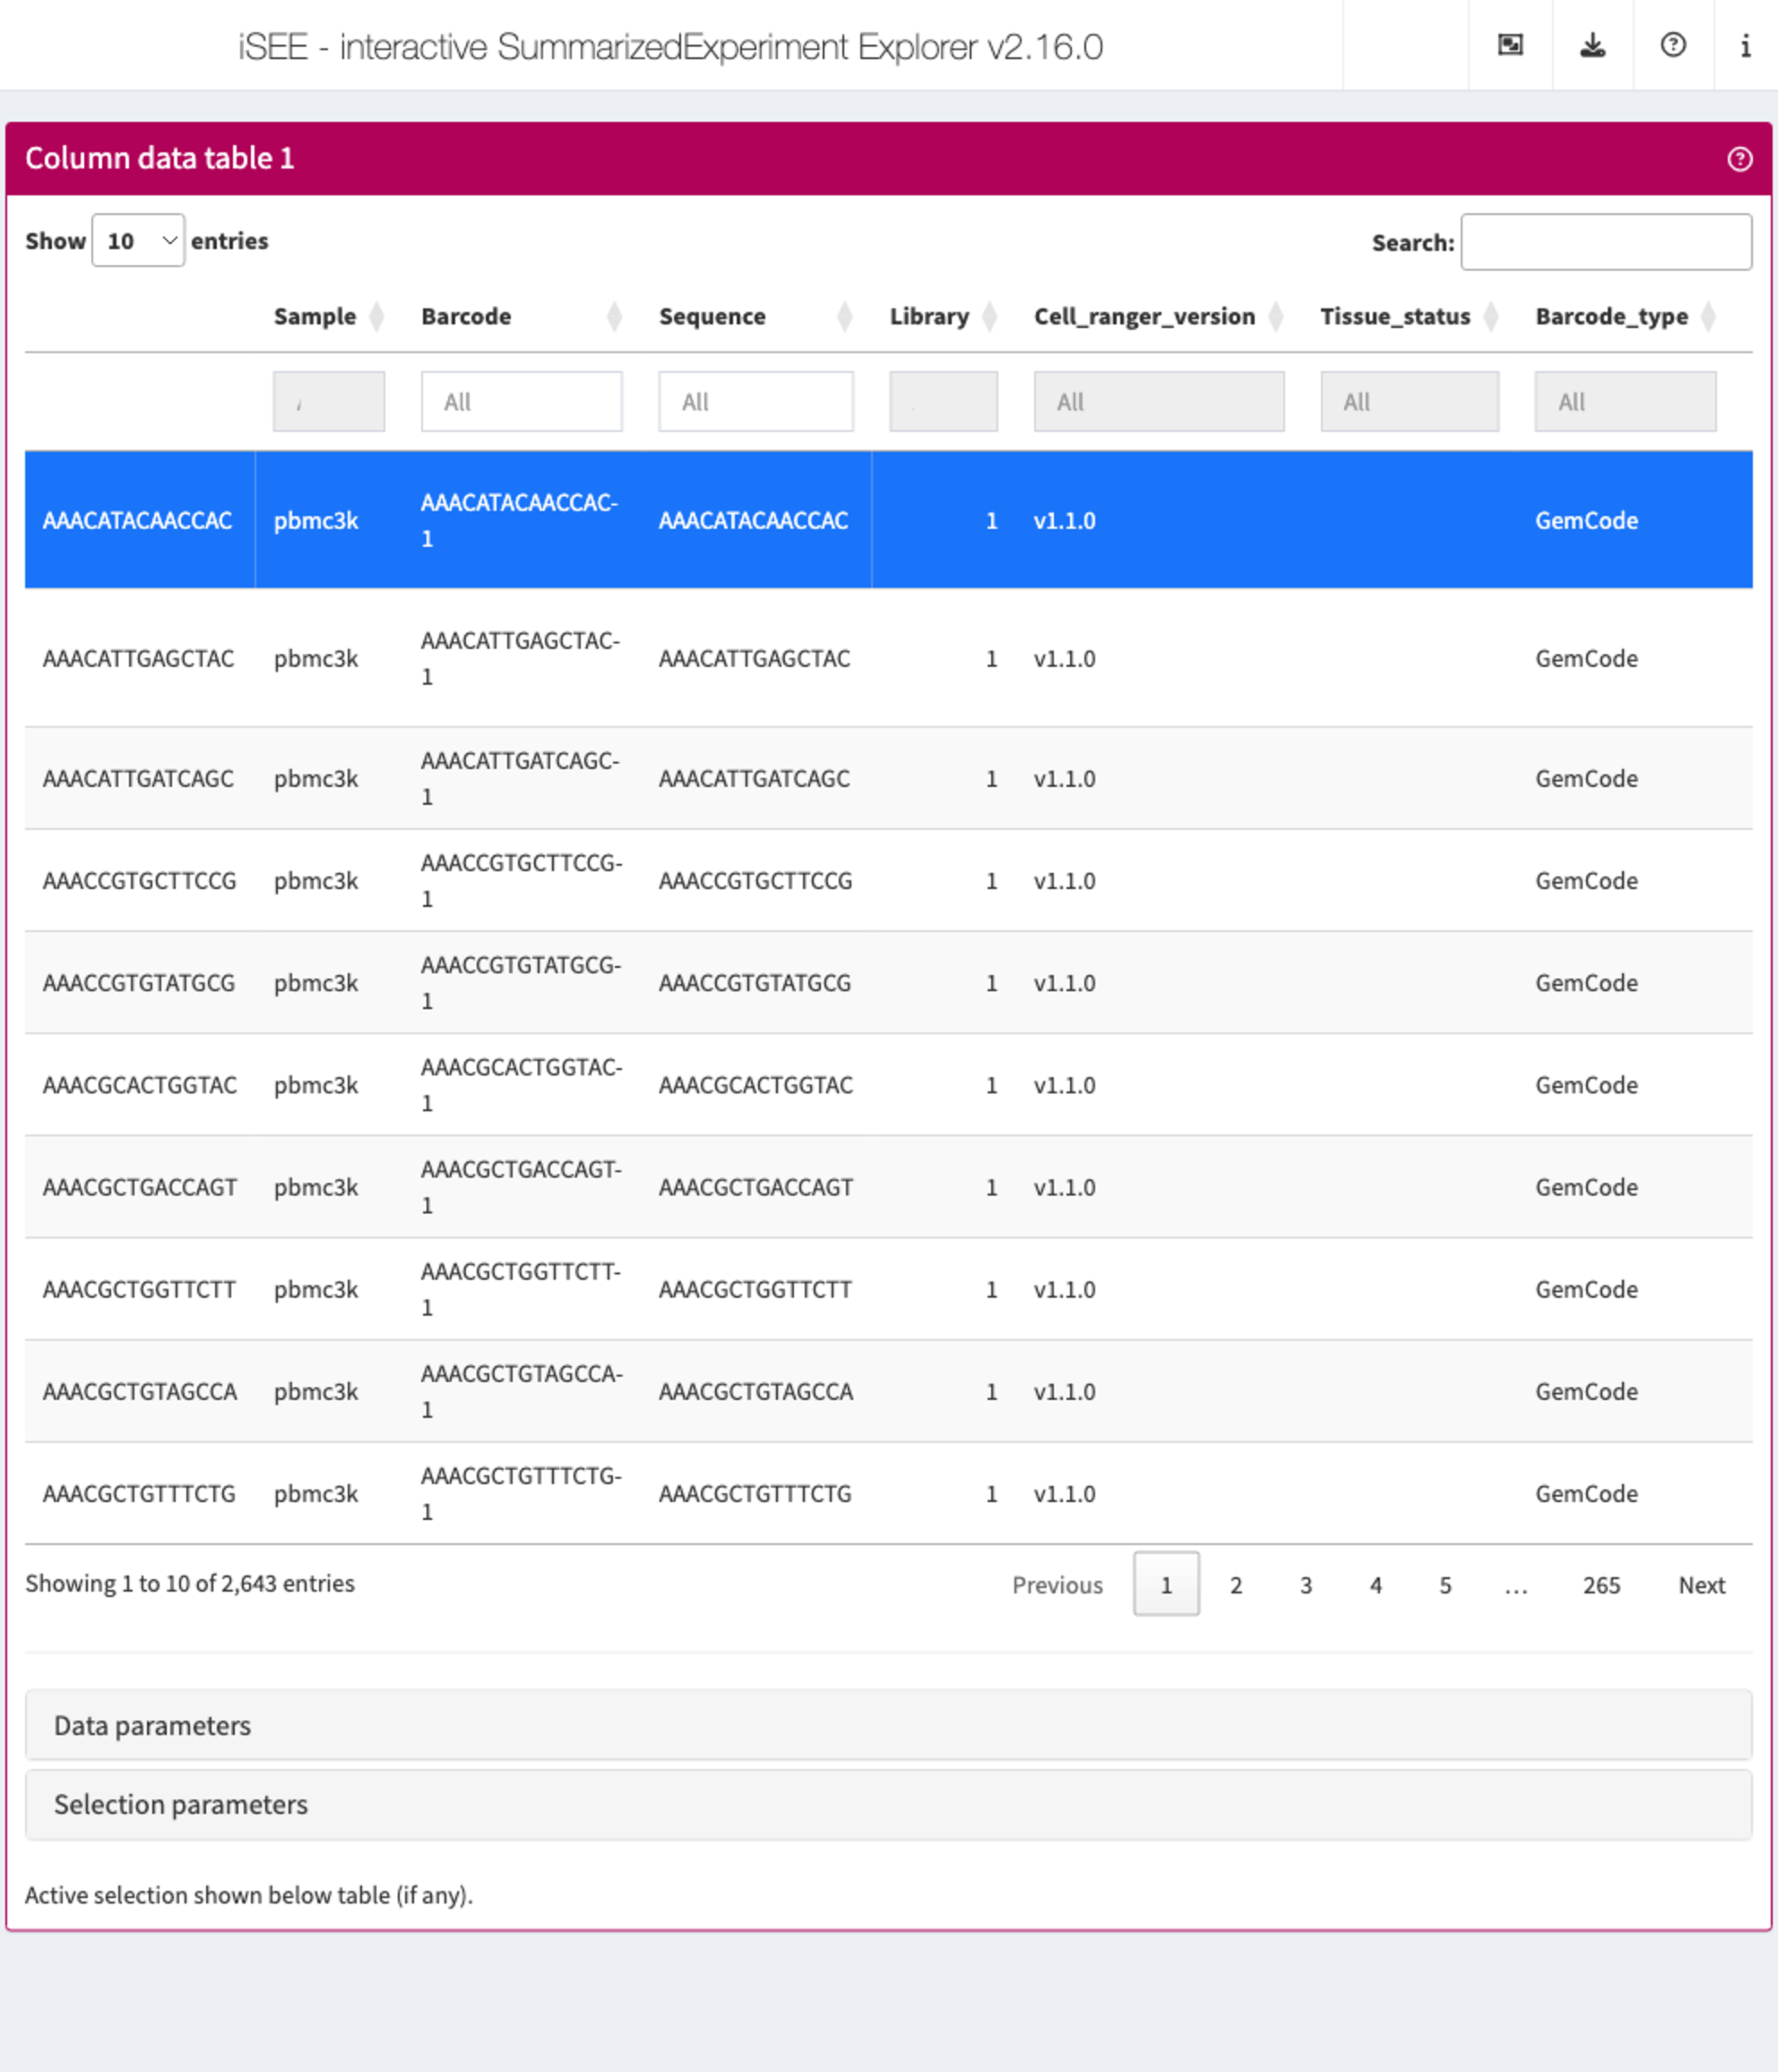 iSEE - interactive SummarizedExperiment Explorer v2.16.0
Column data table 1
Show 10 entries Search:
Sample Barcode Sequence Library Cell_ranger_version Tissue_status Barcode_type
All All All All All
AAACATACAACCAC pbmc3k AAACATACAACCAC-1 AAACATACAACCAC 1 v1.1.0 GemCode
AAACATTGAGCTAC pbmc3k AAACATTGAGCTAC-1 AAACATTGAGCTAC 1 v1.1.0 GemCode
AAACATTGATCAGC pbmc3k AAACATTGATCAGC-1 AAACATTGATCAGC 1 v1.1.0 GemCode
AAACCGTGCTTCCG pbmc3k AAACCGTGCTTCCG-1 AAACCGTGCTTCCG 1 v1.1.0 GemCode
AAACCGTGTATGCG pbmc3k AAACCGTGTATGCG-1 AAACCGTGTATGCG 1 v1.1.0 GemCode
AAACGCACTGGTAC pbmc3k AAACGCACTGGTAC-1 AAACGCACTGGTAC 1 v1.1.0 GemCode
AAACGCTGACCAGT pbmc3k AAACGCTGACCAGT-1 AAACGCTGACCAGT 1 v1.1.0 GemCode
AAACGCTGGTTCTT pbmc3k AAACGCTGGTTCTT-1 AAACGCTGGTTCTT 1 v1.1.0 GemCode
AAACGCTGTAGCCA pbmc3k AAACGCTGTAGCCA-1 AAACGCTGTAGCCA 1 v1.1.0 GemCode
AAACGCTGTTTCTG pbmc3k AAACGCTGTTTCTG-1 AAACGCTGTTTCTG 1 v1.1.0 GemCode
Showing 1 to 10 of 2,643 entries Previous 1 2 3 4 5 … 265 Next
Data parameters
Selection parameters
Active selection shown below table (if any).